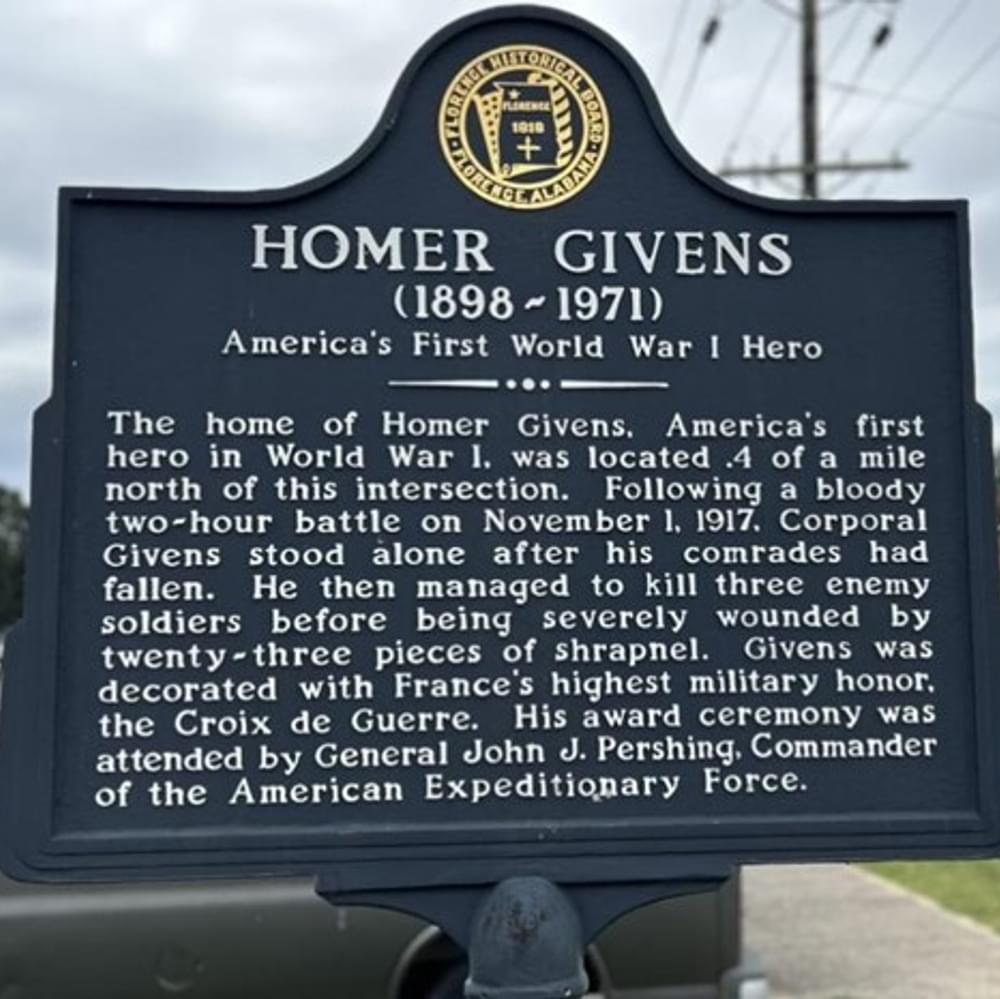 FLORENCE HISTORICAL BOARD
FLORENCE, ALABAMA
FLORENCE
1818
HOMER GIVENS
(1898~1971)
America's First World War I Hero
The home of Homer Givens, America's first
hero in World War I, was located .4 of a mile
north of this intersection. Following a bloody
two-hour battle on November 1, 1917, Corporal
Givens stood alone after his comrades had
fallen. He then managed to kill three enemy
soldiers before being severely wounded by
twenty-three pieces of shrapnel. Givens was
decorated with France's highest military honor,
the Croix de Guerre. His award ceremony was
attended by General John J. Pershing, Commander
of the American Expeditionary Force.